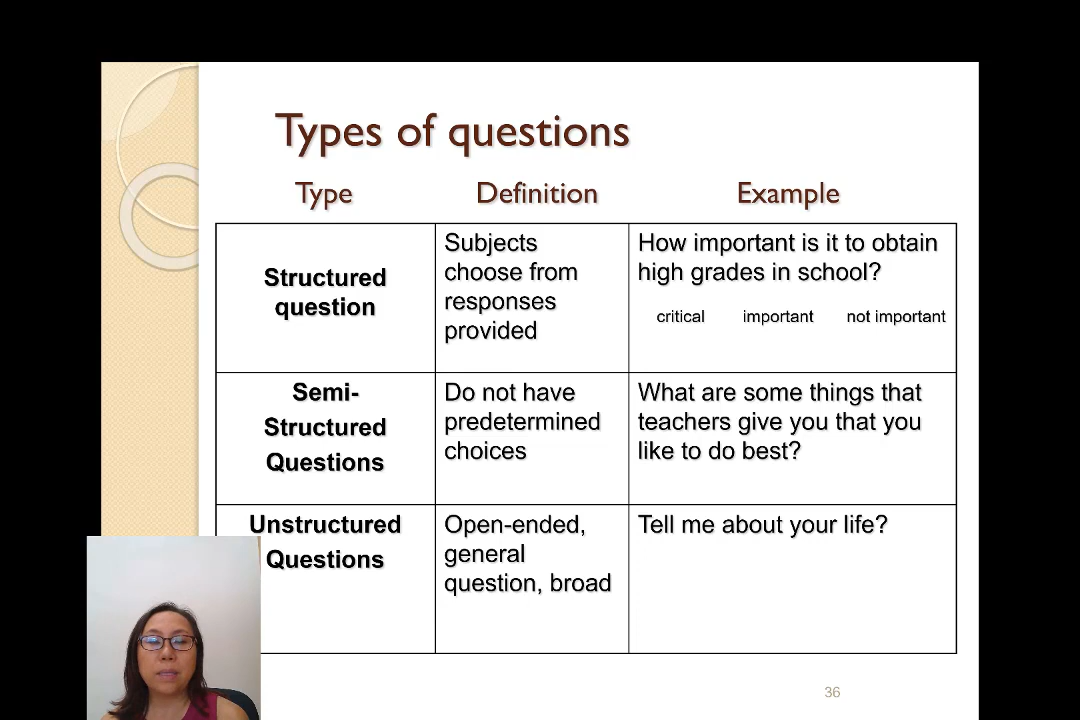 Types of questions
Type Definition Example
Structured
question
Subjects
choose from
responses
provided
How important is it to obtain
high grades in school?
critical important not important
Semi-
Structured
Questions
Do not have
predetermined
choices
What are some things that
teachers give you that you
like to do best?
Unstructured
Questions
Open-ended,
general
question, broad
Tell me about your life?
36